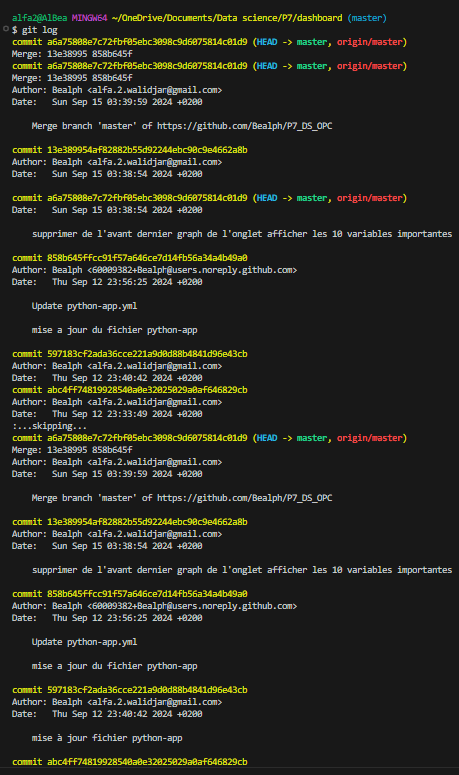 alfa2@AlBea MINGW64 ~/OneDrive/Documents/Data science/P7/dashboard (master)
$ git log
commit a6a75808e7c72fbf05ebc3098c9d6075814c01d9 (HEAD -> master, origin/master)
Merge: 13e38995 858b645f
commit a6a75808e7c72fbf05ebc3098c9d6075814c01d9 (HEAD -> master, origin/master)
Merge: 13e38995 858b645f
Author: Bealph <alfa.2.walidjar@gmail.com>
Date:   Sun Sep 15 03:39:59 2024 +0200
Merge branch 'master' of https://github.com/Bealph/P7_DS_OPC
commit 13e389954af82882b55d92244ebc90c9e4662a8b
Author: Bealph <alfa.2.walidjar@gmail.com>
Date:   Sun Sep 15 03:38:54 2024 +0200
commit a6a75808e7c72fbf05ebc3098c9d6075814c01d9 (HEAD -> master, origin/master)
Date:   Sun Sep 15 03:38:54 2024 +0200
supprimer de l'avant dernier graph de l'onglet afficher les 10 variables importantes
commit 858b645ffcc91f57a646ce7d14fb56a34a4b49a0
Author: Bealph <60009382+Bealph@users.noreply.github.com>
Date:   Thu Sep 12 23:56:25 2024 +0200
Update python-app.yml
mise a jour du fichier python-app
commit 597183cf2ada36cce221a9d0d88b4841d96e43cb
Author: Bealph <alfa.2.walidjar@gmail.com>
Date:   Thu Sep 12 23:40:42 2024 +0200
commit abc4ff74819928540a0e32025029a0af646829cb
Date:   Thu Sep 12 23:33:49 2024 +0200
:...skipping...
commit a6a75808e7c72fbf05ebc3098c9d6075814c01d9 (HEAD -> master, origin/master)
Merge: 13e38995 858b645f
Author: Bealph <alfa.2.walidjar@gmail.com>
Date:   Sun Sep 15 03:39:59 2024 +0200
Merge branch 'master' of https://github.com/Bealph/P7_DS_OPC
commit 13e389954af82882b55d92244ebc90c9e4662a8b
Author: Bealph <alfa.2.walidjar@gmail.com>
Date:   Sun Sep 15 03:38:54 2024 +0200
supprimer de l'avant dernier graph de l'onglet afficher les 10 variables importantes
commit 858b645ffcc91f57a646ce7d14fb56a34a4b49a0
Author: Bealph <60009382+Bealph@users.noreply.github.com>
Date:   Thu Sep 12 23:56:25 2024 +0200
Update python-app.yml
mise a jour du fichier python-app
commit 597183cf2ada36cce221a9d0d88b4841d96e43cb
Author: Bealph <alfa.2.walidjar@gmail.com>
Date:   Thu Sep 12 23:40:42 2024 +0200
mise à jour fichier python-app
commit abc4ff74819928540a0e32025029a0af646829cb